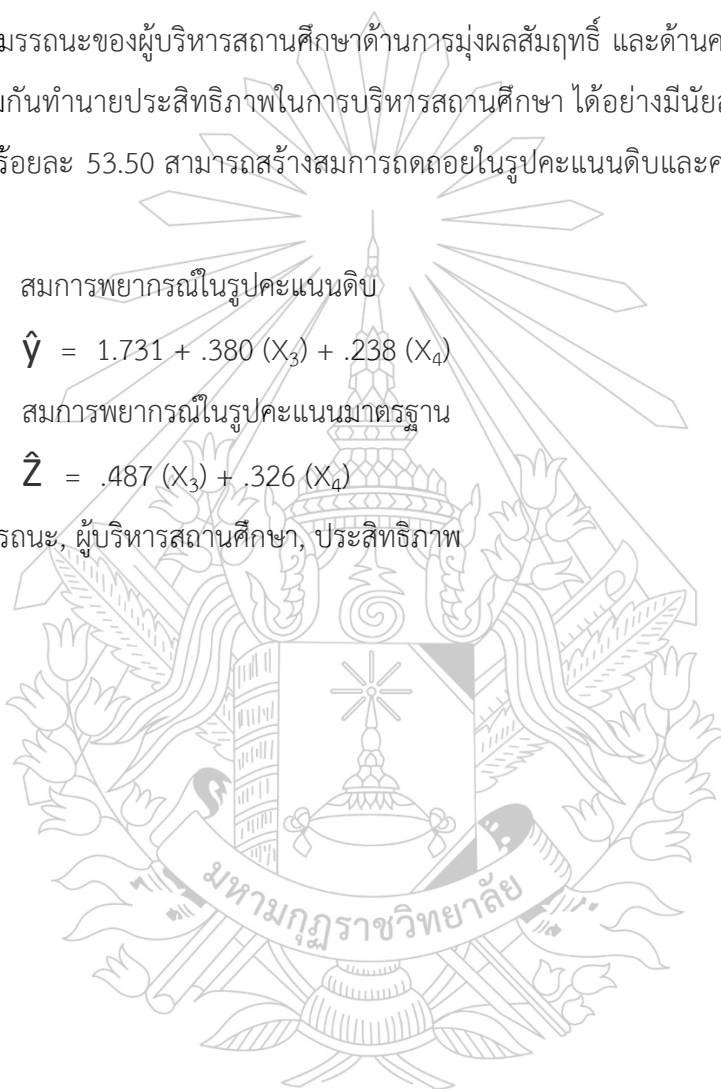 มรรถนะของผู้บริหารสถานศึกษาด้านการมุ่งผลสัมฤทธิ์ และด้านค
มกันทำนายประสิทธิภาพในการบริหารสถานศึกษา ได้อย่างมีนัยส
ร้อยละ 53.50 สามารถสร้างสมการถดถอยในรูปคะแนนดิบและค
สมการพยากรณ์ในรูปคะแนนดิบ
ŷ = 1.731 + .380 (X₃) + .238 (X₄)
สมการพยากรณ์ในรูปคะแนนมาตรฐาน
Ẑ = .487 (X₃) + .326 (X₄)
รถนะ, ผู้บริหารสถานศึกษา, ประสิทธิภาพ
มหามกุฏราชวิทยาลัย